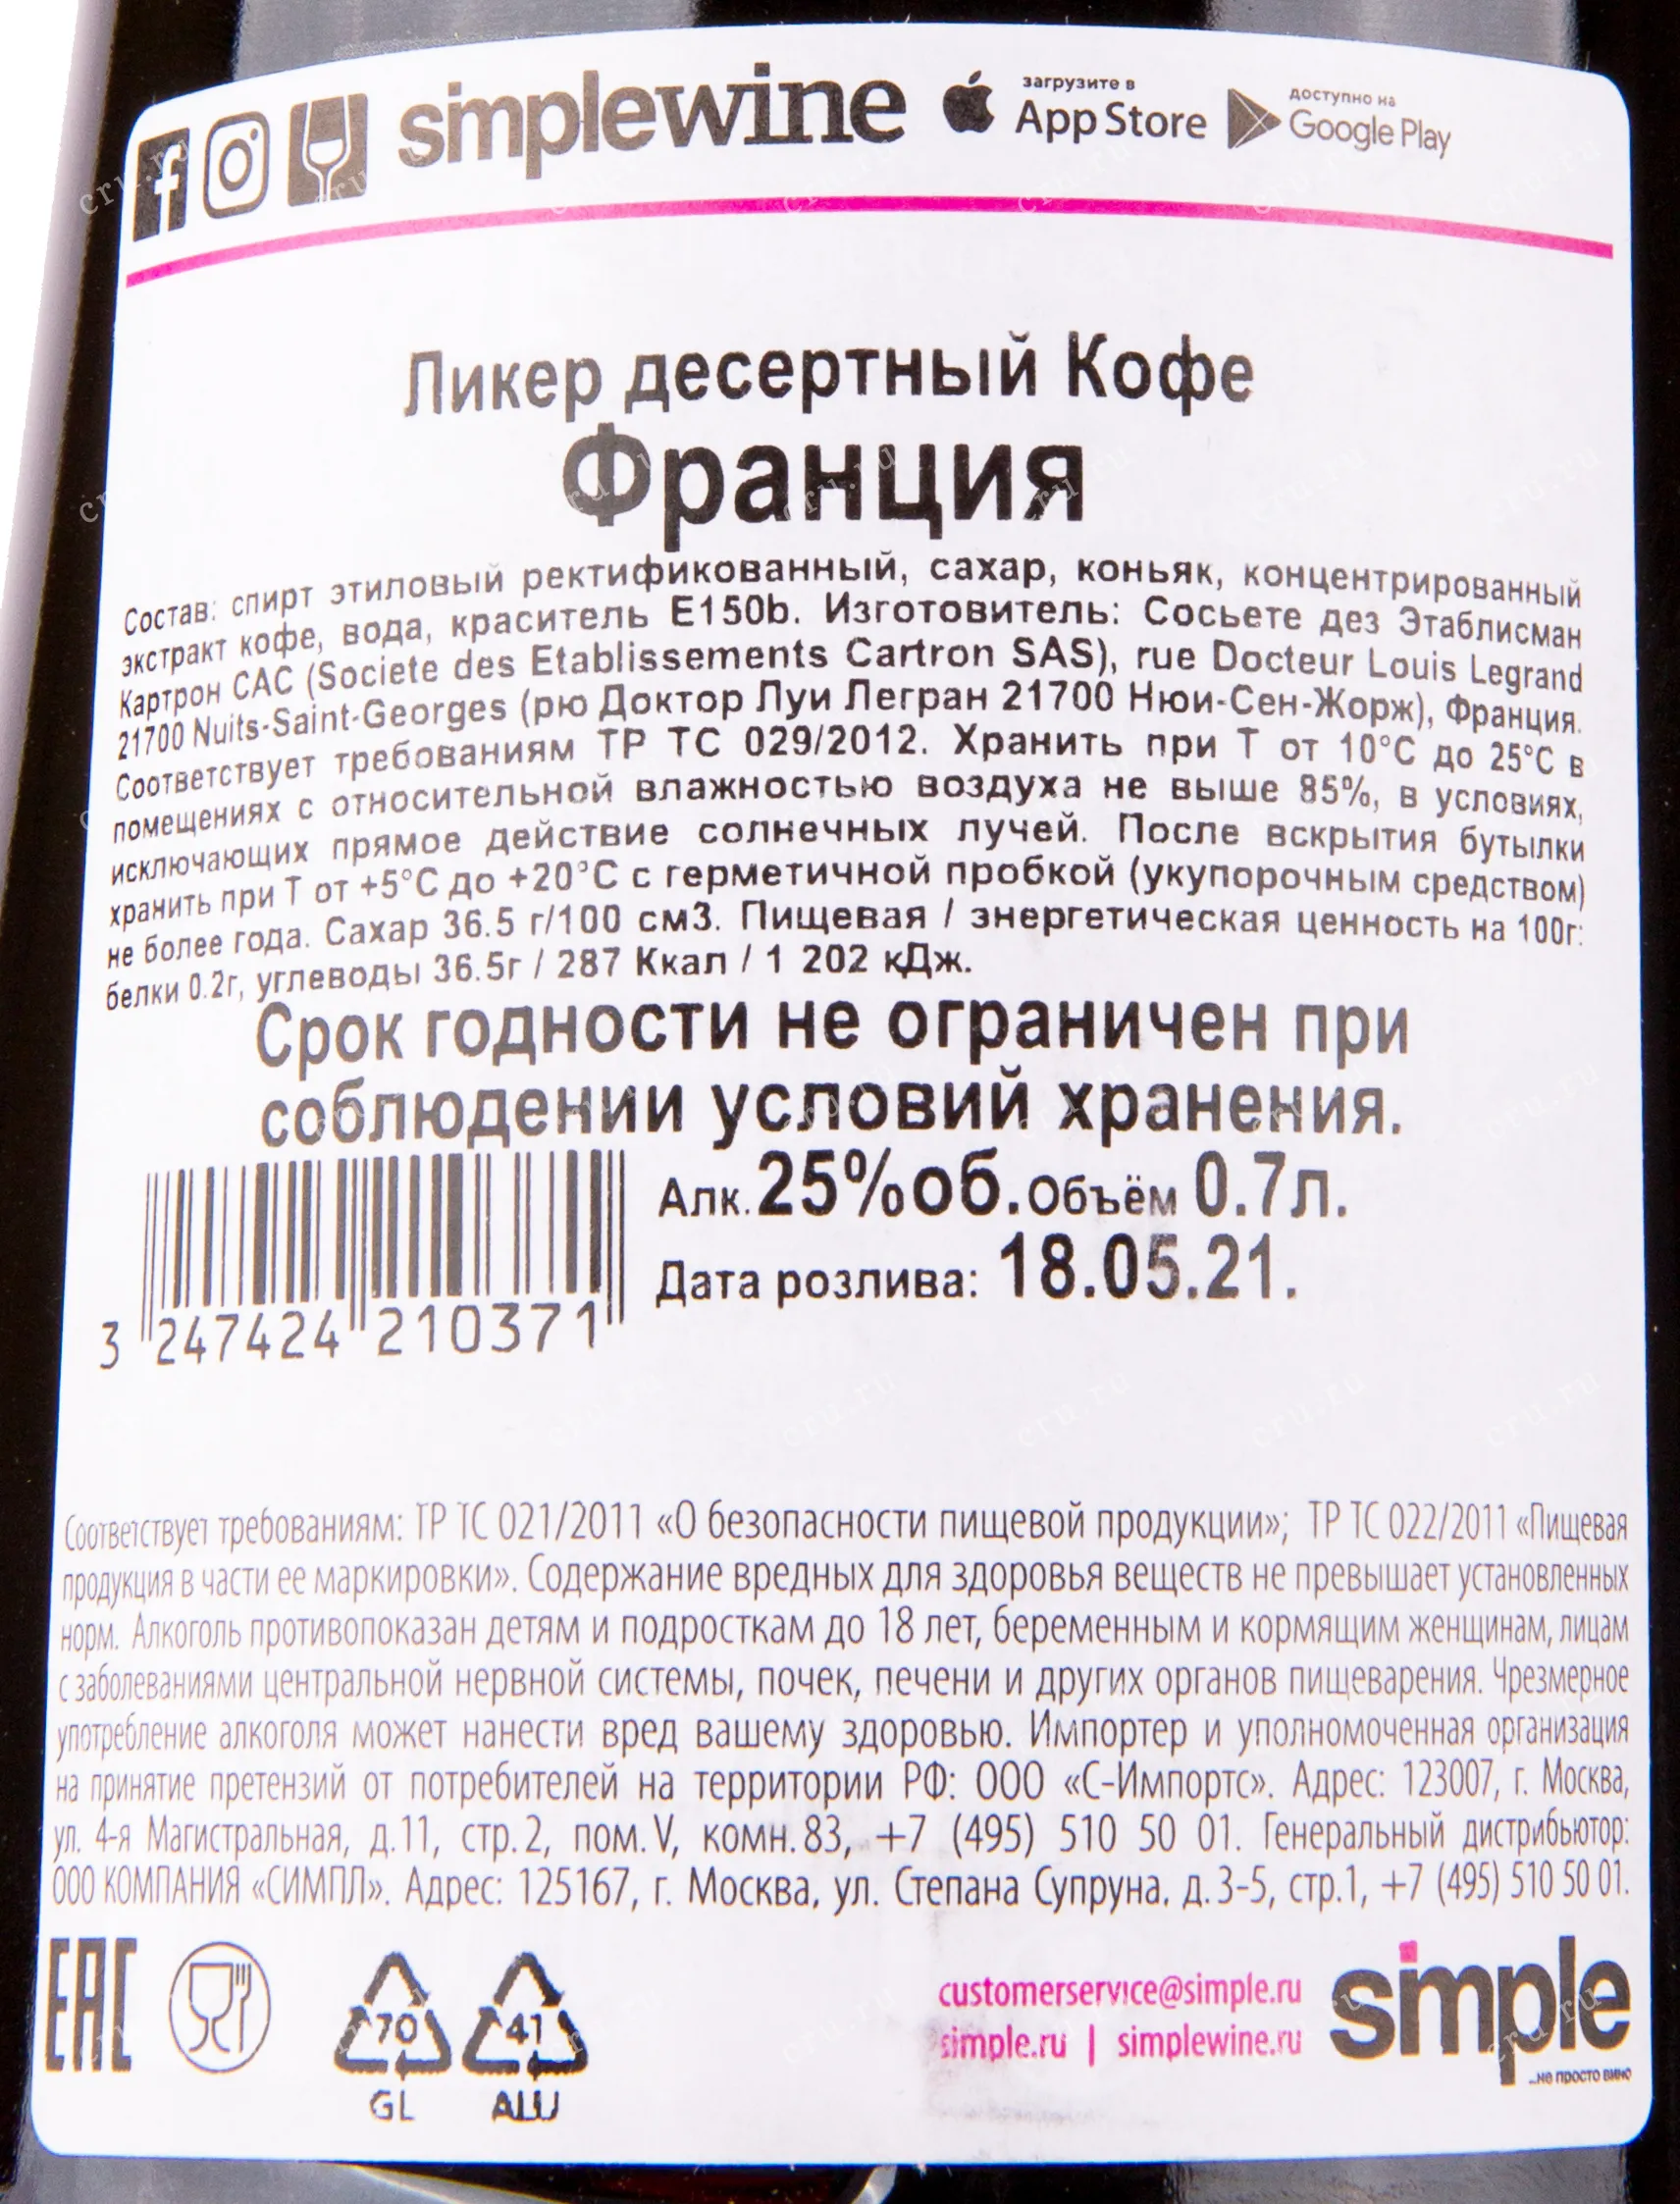 simplewine загрузите в App Store доступно на Google Play
Ликер десертный Кофе
Франция
Состав: спирт этиловый ректификованный, сахар, коньяк, концентрированный
экстракт кофе, вода, краситель Е150b. Изготовитель: Сосьете дез Этаблисман
Картрон САС (Societe des Etablissements Cartron SAS), rue Docteur Louis Legrand
21700 Nuits-Saint-Georges (рю Доктор Луи Легран 21700 Нюи-Сен-Жорж), Франция.
Соответствует требованиям ТР ТС 029/2012. Хранить при Т от 10°С до 25°С в
помещениях с относительной влажностью воздуха не выше 85%, в условиях,
исключающих прямое действие солнечных лучей. После вскрытия бутылки
хранить при Т от +5°С до +20°С с герметичной пробкой (укупорочным средством)
не более года. Сахар 36.5 г/100 см3. Пищевая / энергетическая ценность на 100г:
белки 0.2г, углеводы 36.5г / 287 Ккал / 1 202 кДж.
Срок годности не ограничен при
соблюдении условий хранения.
Алк. 25%об. Объём 0.7л.
Дата розлива: 18.05.21.
3 247424 210371
Соответствует требованиям: ТР ТС 021/2011 «О безопасности пищевой продукции»; ТР ТС 022/2011 «Пищевая
продукция в части ее маркировки». Содержание вредных для здоровья веществ не превышает установленных
норм. Алкоголь противопоказан детям и подросткам до 18 лет, беременным и кормящим женщинам, лицам
с заболеваниями центральной нервной системы, почек, печени и других органов пищеварения. Чрезмерное
употребление алкоголя может нанести вред вашему здоровью. Импортер и уполномоченная организация
на принятие претензий от потребителей на территории РФ: ООО «С-Импортс». Адрес: 123007, г. Москва,
ул. 4-я Магистральная, д.11, стр.2, пом.V, комн.83, +7 (495) 510 50 01. Генеральный дистрибьютор:
ООО КОМПАНИЯ «СИМПЛ». Адрес: 125167, г. Москва, ул. Степана Супруна, д.3-5, стр.1, +7 (495) 510 50 01.
EAC 70 41 customerservice@simple.ru simple
GL ALU simple.ru | simplewine.ru ...не просто вино
cru.ru